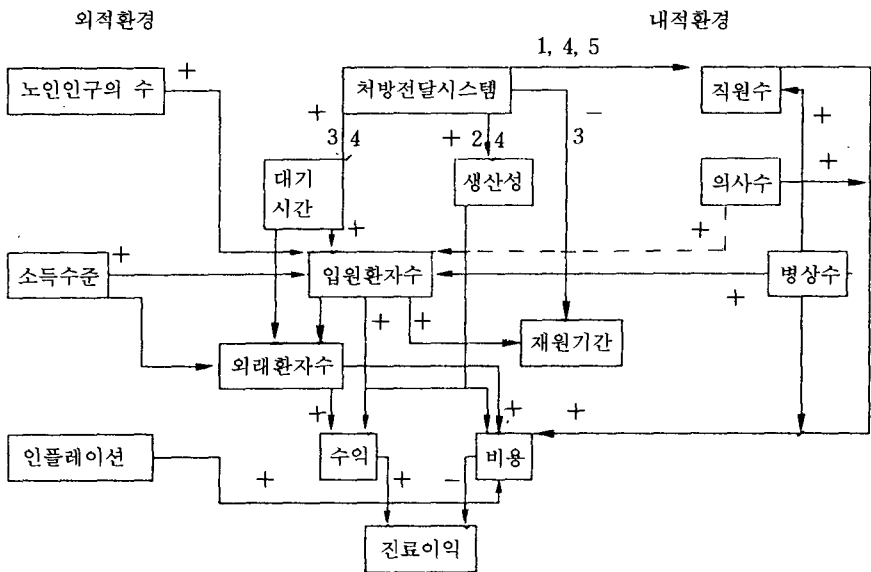 외적환경
내적환경
1, 4, 5
노인인구의 수
+
처방전달시스템
직원수
+
3 4
+ 2 4
3
−
+
대기
시간
생산성
의사수
+
+
+
소득수준
+
입원환자수
병상수
+
+
+
재원기간
외래환자수
+
+
+
인플레이션
수익
비용
+
+
−
진료이익